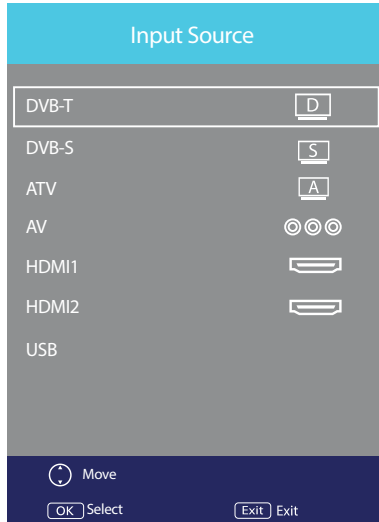 Input Source
DVB-T D
DVB-S S
ATV A
AV
HDMI1
HDMI2
USB
Move
OK Select Exit Exit